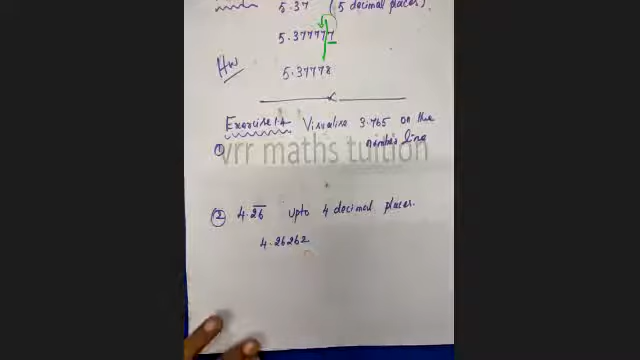 5.37 (5 decimal places)
5.377777
HW
5.37778
Exercise 1.4 Visualise 3.765 on the
number line
①
vrr maths tuition
② 4.26 upto 4 decimal places.
4.26262